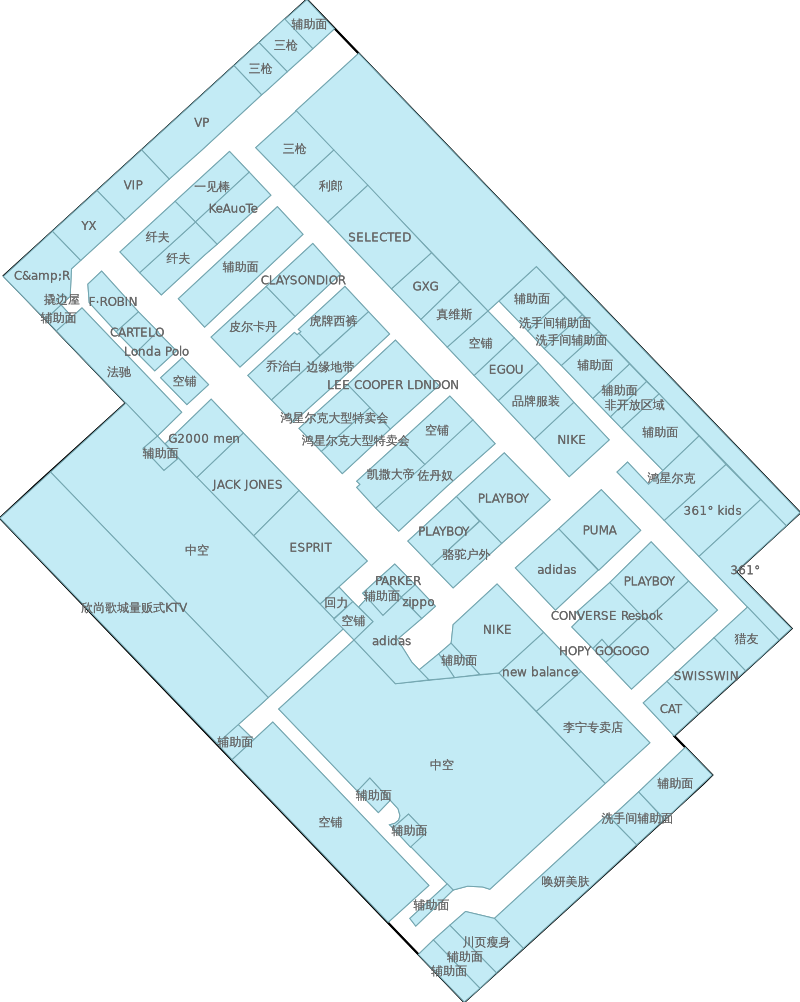 辅助面
三枪
三枪
VP
三枪
一见棒
VIP
利郎
KeAuoTe
YX
纤夫
SELECTED
纤夫
辅助面
C&amp;R
CLAYSONDIOR
GXG
撬边屋
F·ROBIN
辅助面
真维斯
辅助面
虎牌西裤
洗手间辅助面
皮尔卡丹
CARTELO
洗手间辅助面
空铺
Londa Polo
乔治白
边缘地带
辅助面
EGOU
法驰
空铺
LEE COOPER LDNDON
辅助面
品牌服装
非开放区域
鸿星尔克大型特卖会
空铺
辅助面
G2000 men
鸿星尔克大型特卖会
NIKE
辅助面
凯撒大帝
佐丹奴
鸿星尔克
JACK JONES
PLAYBOY
361° kids
PLAYBOY
PUMA
ESPRIT
中空
骆驼户外
adidas
361°
PARKER
PLAYBOY
辅助面
zippo
回力
欣尚歌城量贩式KTV
空铺
CONVERSE
Resbok
NIKE
adidas
猎友
HOPY
GOGOGO
辅助面
new balance
SWISSWIN
CAT
李宁专卖店
辅助面
中空
辅助面
辅助面
空铺
辅助面
洗手间辅助面
唤妍美肤
辅助面
川页瘦身
辅助面
辅助面